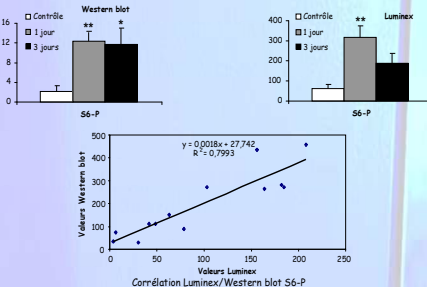 Western blot
Contrôle
1 jour
3 jours
**
*
16
12
8
4
0
S6-P
Luminex
Contrôle
1 jour
3 jours
**
400
300
200
100
0
S6-P
y = 0,0018x + 27,742
R² = 0,7993
Valeurs Western blot
500
400
300
200
100
0
0 50 100 150 200 250
Valeurs Luminex
Corrélation Luminex/Western blot S6-P